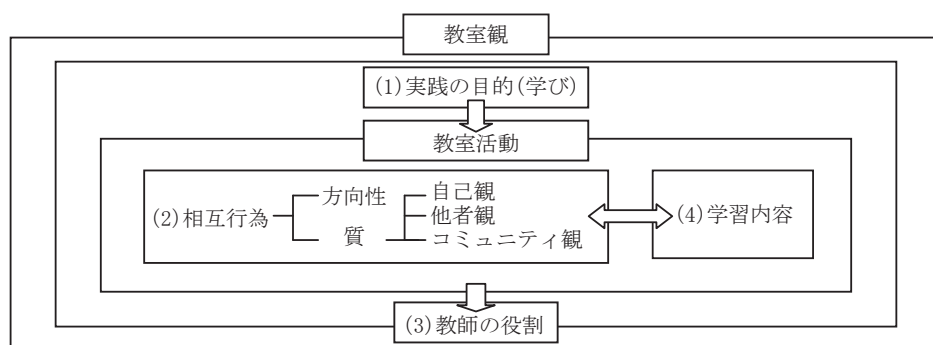 教室観
(1)実践の目的(学び)
教室活動
(2)相互行為
方向性
質
自己観
他者観
コミュニティ観
(4)学習内容
(3)教師の役割